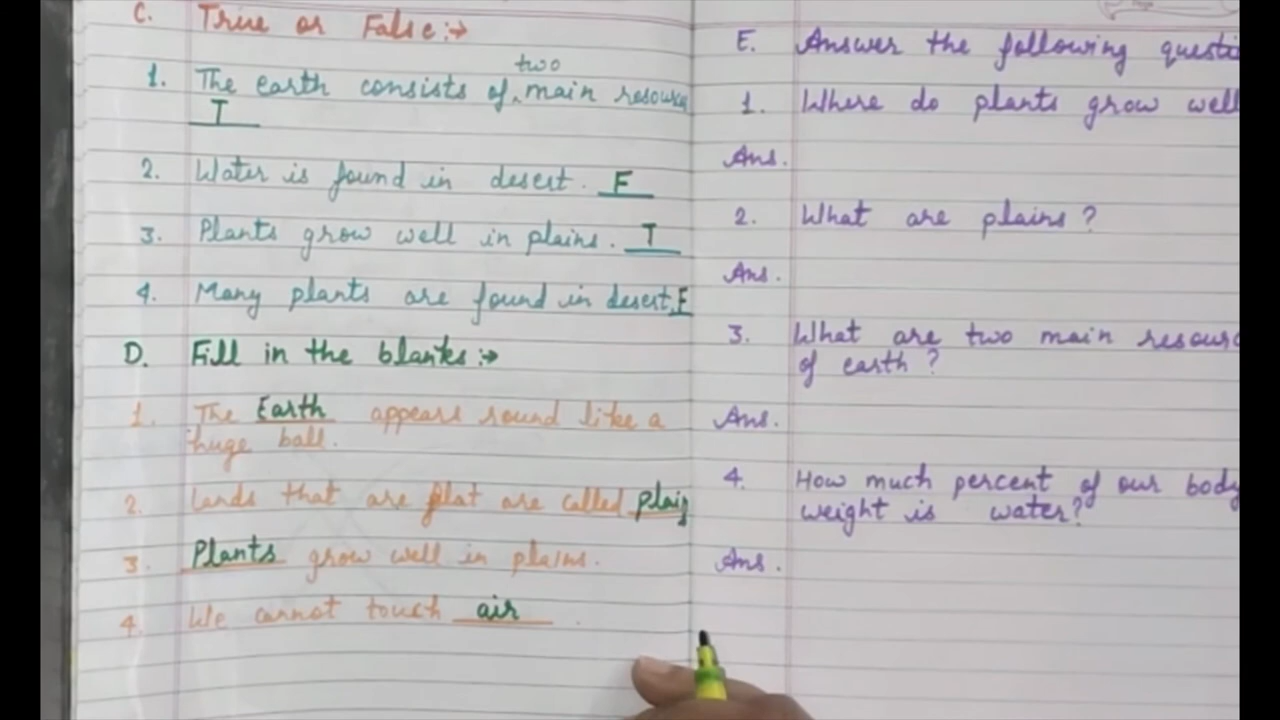 C. True or False:→
two
1. The earth consists of main resource
T
2. Water is found in desert. F
3. Plants grow well in plains. T
4. Many plants are found in desert. F
D. Fill in the blanks:→
1. The Earth appears round like a
huge ball.
2. Lands that are flat are called
3. Plants grow well in plains.
4. We cannot touch air.
E. Answer the following
1. Where do plants grow well
Ans.
2. What are plains?
Ans.
3. What are two main
of earth?
Ans.
4. How much percent of our body
weight is water?
Ans.